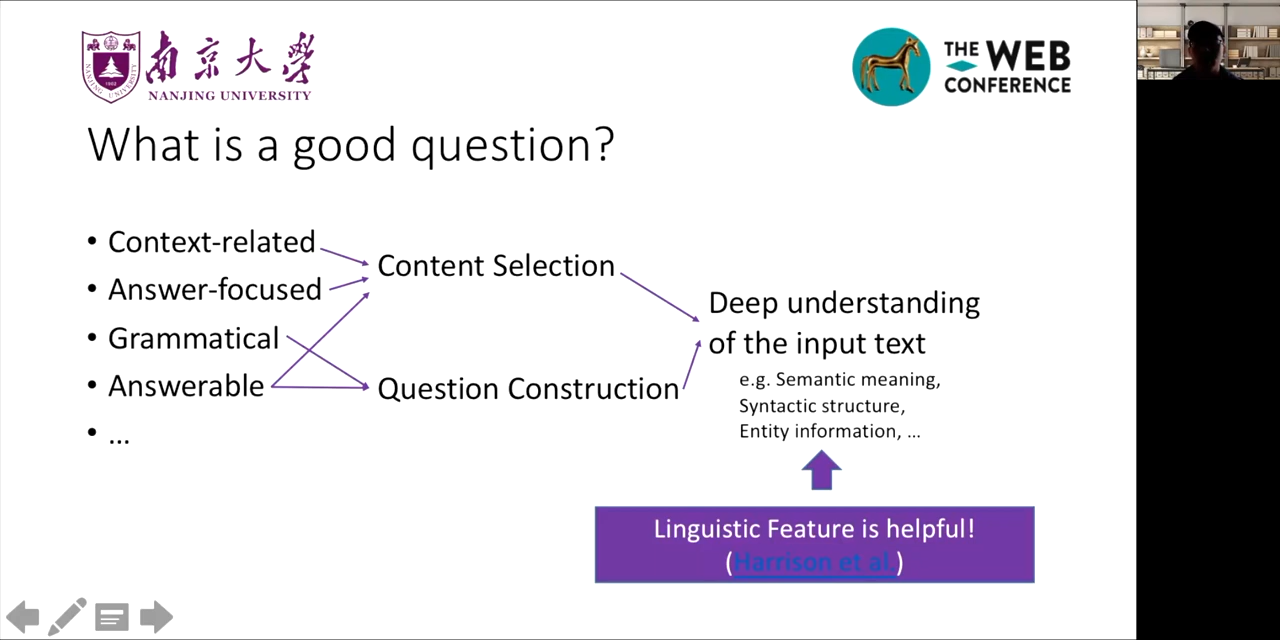 南京大学
NANJING UNIVERSITY
THE WEB
CONFERENCE
What is a good question?
• Context-related
• Answer-focused
• Grammatical
• Answerable
• ...
Content Selection
Question Construction
Deep understanding
of the input text
e.g. Semantic meaning,
Syntactic structure,
Entity information, ...
Linguistic Feature is helpful!
(Harrison et al.)